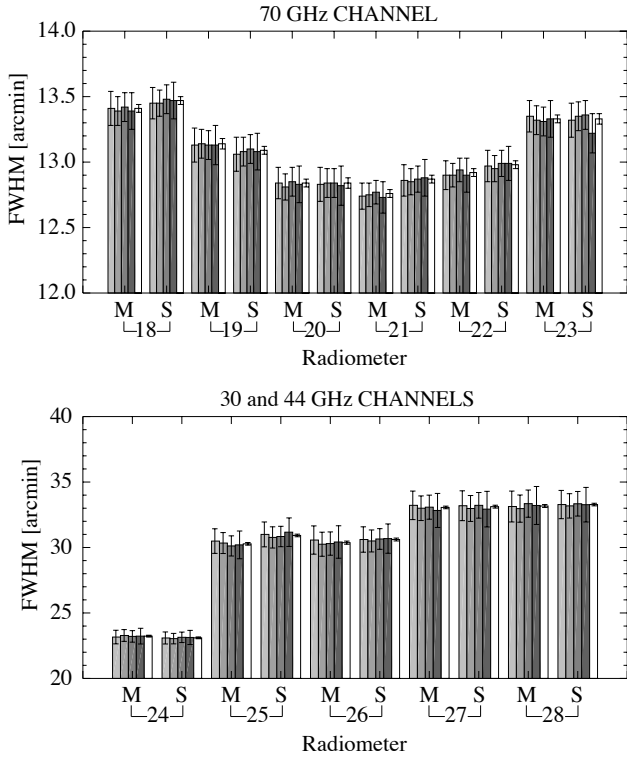 70 GHz CHANNEL
14.0
13.5
13.0
12.5
12.0
FWHM [arcmin]
M S M S M S M S M S M S
18 19 20 21 22 23
Radiometer
30 and 44 GHz CHANNELS
40
35
30
25
20
FWHM [arcmin]
M S M S M S M S M S
24 25 26 27 28
Radiometer